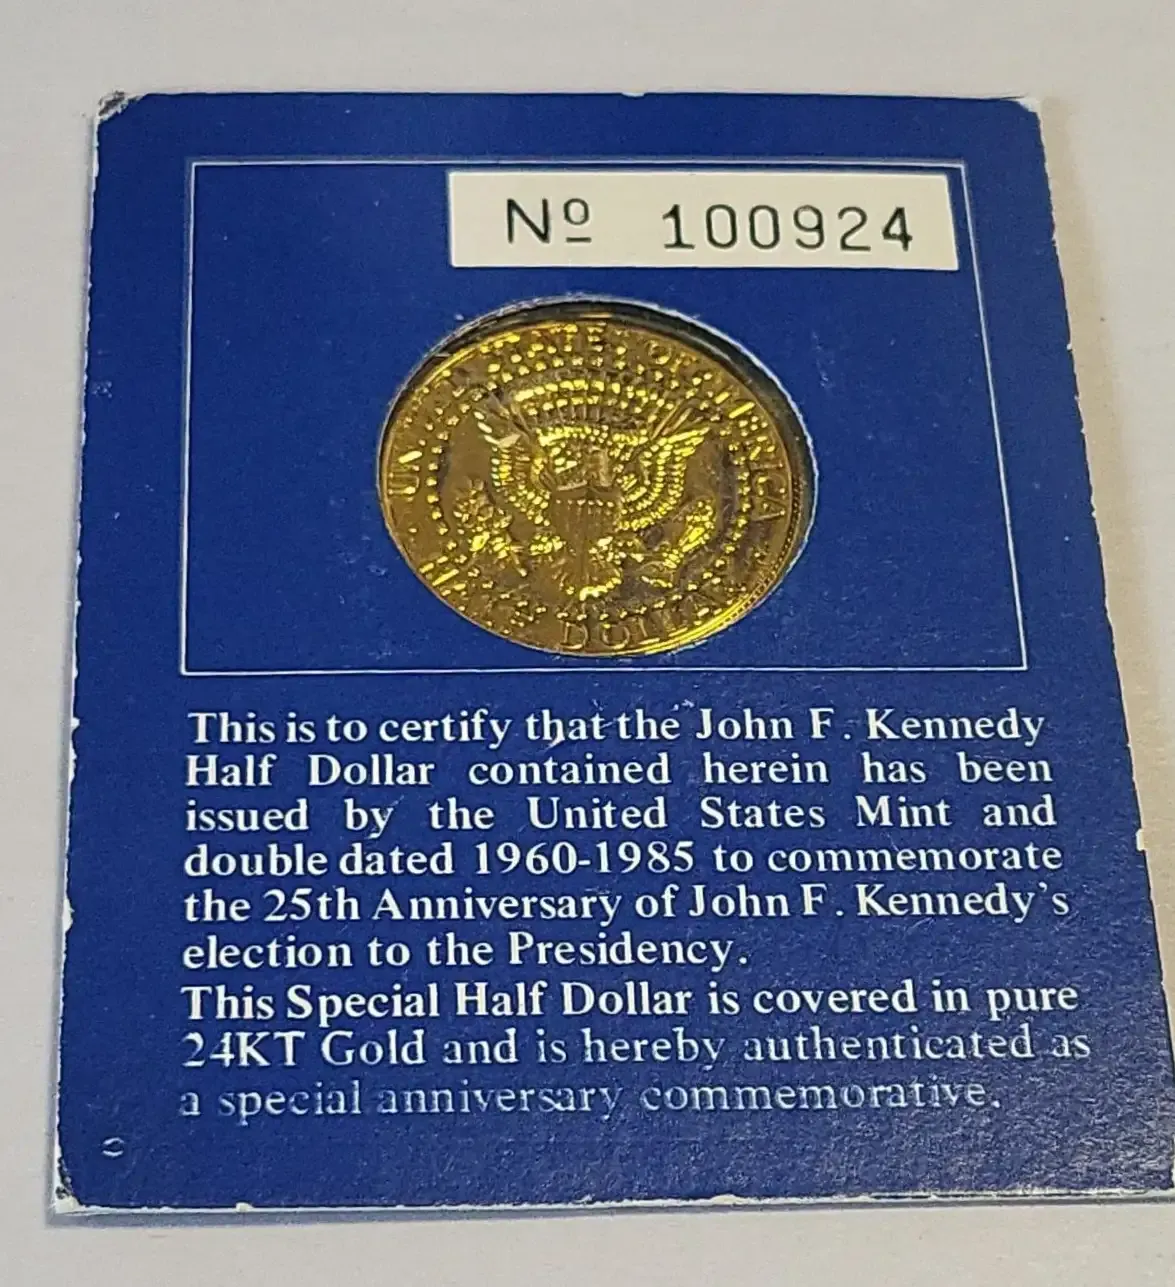 Nº 100924
UNITED STATES OF AMERICA
HALF DOLLAR
This is to certify that the John F. Kennedy
Half Dollar contained herein has been
issued by the United States Mint and
double dated 1960-1985 to commemorate
the 25th Anniversary of John F. Kennedy's
election to the Presidency.
This Special Half Dollar is covered in pure
24KT Gold and is hereby authenticated as
a special anniversary commemorative.